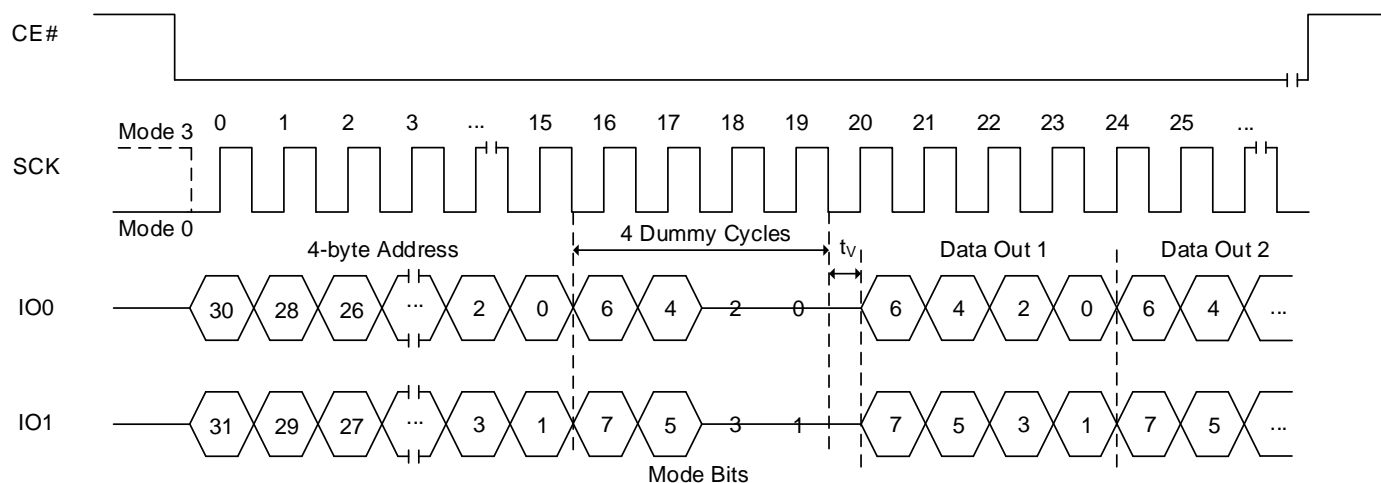 CE#
Mode 3 0 1 2 3 ... 15 16 17 18 19 20 21 22 23 24 25 ...
SCK
Mode 0
4-byte Address 4 Dummy Cycles tV Data Out 1 Data Out 2
IO0 30 28 26 ... 2 0 6 4 2 0 6 4 2 0 6 4 ...
IO1 31 29 27 ... 3 1 7 5 3 1 7 5 3 1 7 5 ...
Mode Bits